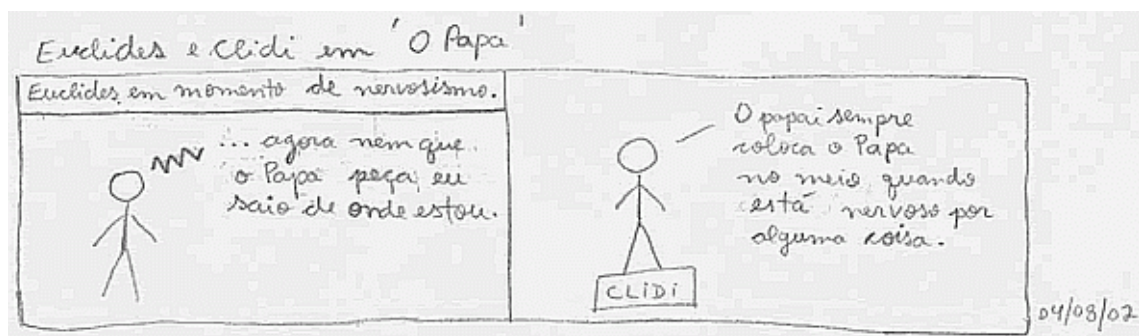 Euclides e Clidi em 'O Papa'
Euclides em momento de nervosismo.
... agora nem que
o Papa peça, eu
saio de onde estou.
O papai sempre
coloca o Papa
no meio, quando
está nervoso por
alguma coisa.
CLiDi
04/08/02